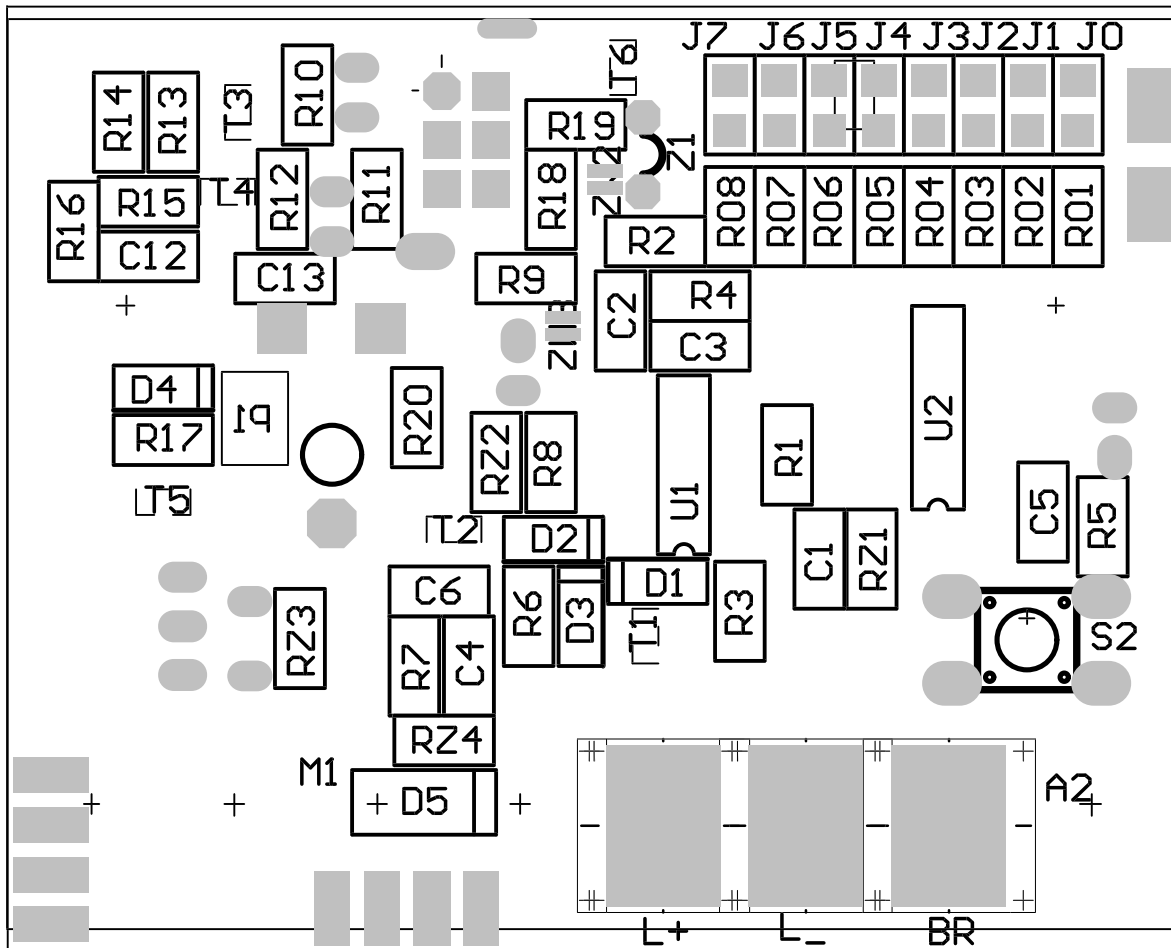 J7 J6 J5 J4 J3 J2 J1 J0
T6
R10
R14 R13 T3
R19
Z1
R12 R11 R18
T4
R16 R15
C12
R08 R07 R06 R05 R04 R03 R02 R01
R2
C13 R9
R4
C2
C3
D4
P1
R17
R20
U2
RZ2 R8
R1
U1
T5
T2
D2
C5 R5
C1 RZ1
D1
C6
R6 D3
T1
R3
RZ3
R7 C4
S2
RZ4
M1
D5
A2
L+ L_ BR